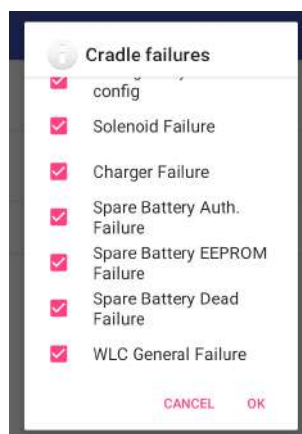 Cradle failures
config
Solenoid Failure
Charger Failure
Spare Battery Auth.
Failure
Spare Battery EEPROM
Failure
Spare Battery Dead
Failure
WLC General Failure
CANCEL OK